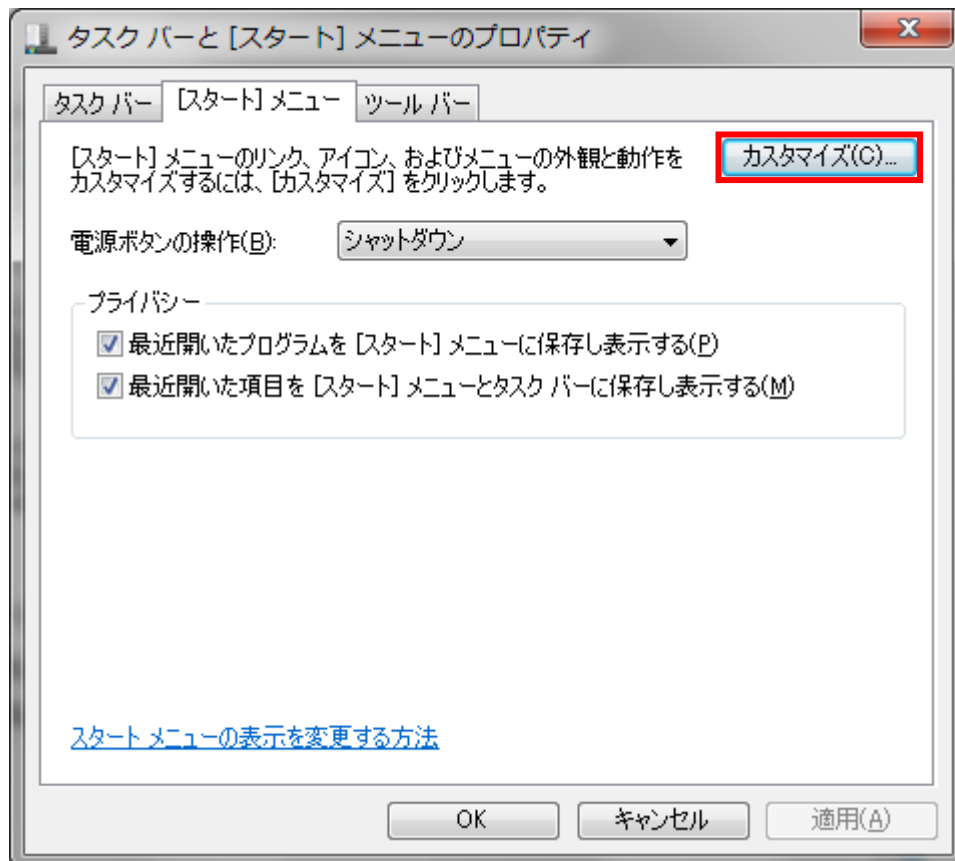 タスク バーと [スタート] メニューのプロパティ
タスク バー
[スタート] メニュー
ツール バー
[スタート] メニューのリンク、アイコン、およびメニューの外観と動作を
カスタマイズするには、[カスタマイズ] をクリックします。
カスタマイズ(C)...
電源ボタンの操作(B):
シャットダウン
プライバシー
最近開いたプログラムを [スタート] メニューに保存し表示する(P)
最近開いた項目を [スタート] メニューとタスク バーに保存し表示する(M)
スタート メニューの表示を変更する方法
OK
キャンセル
適用(A)